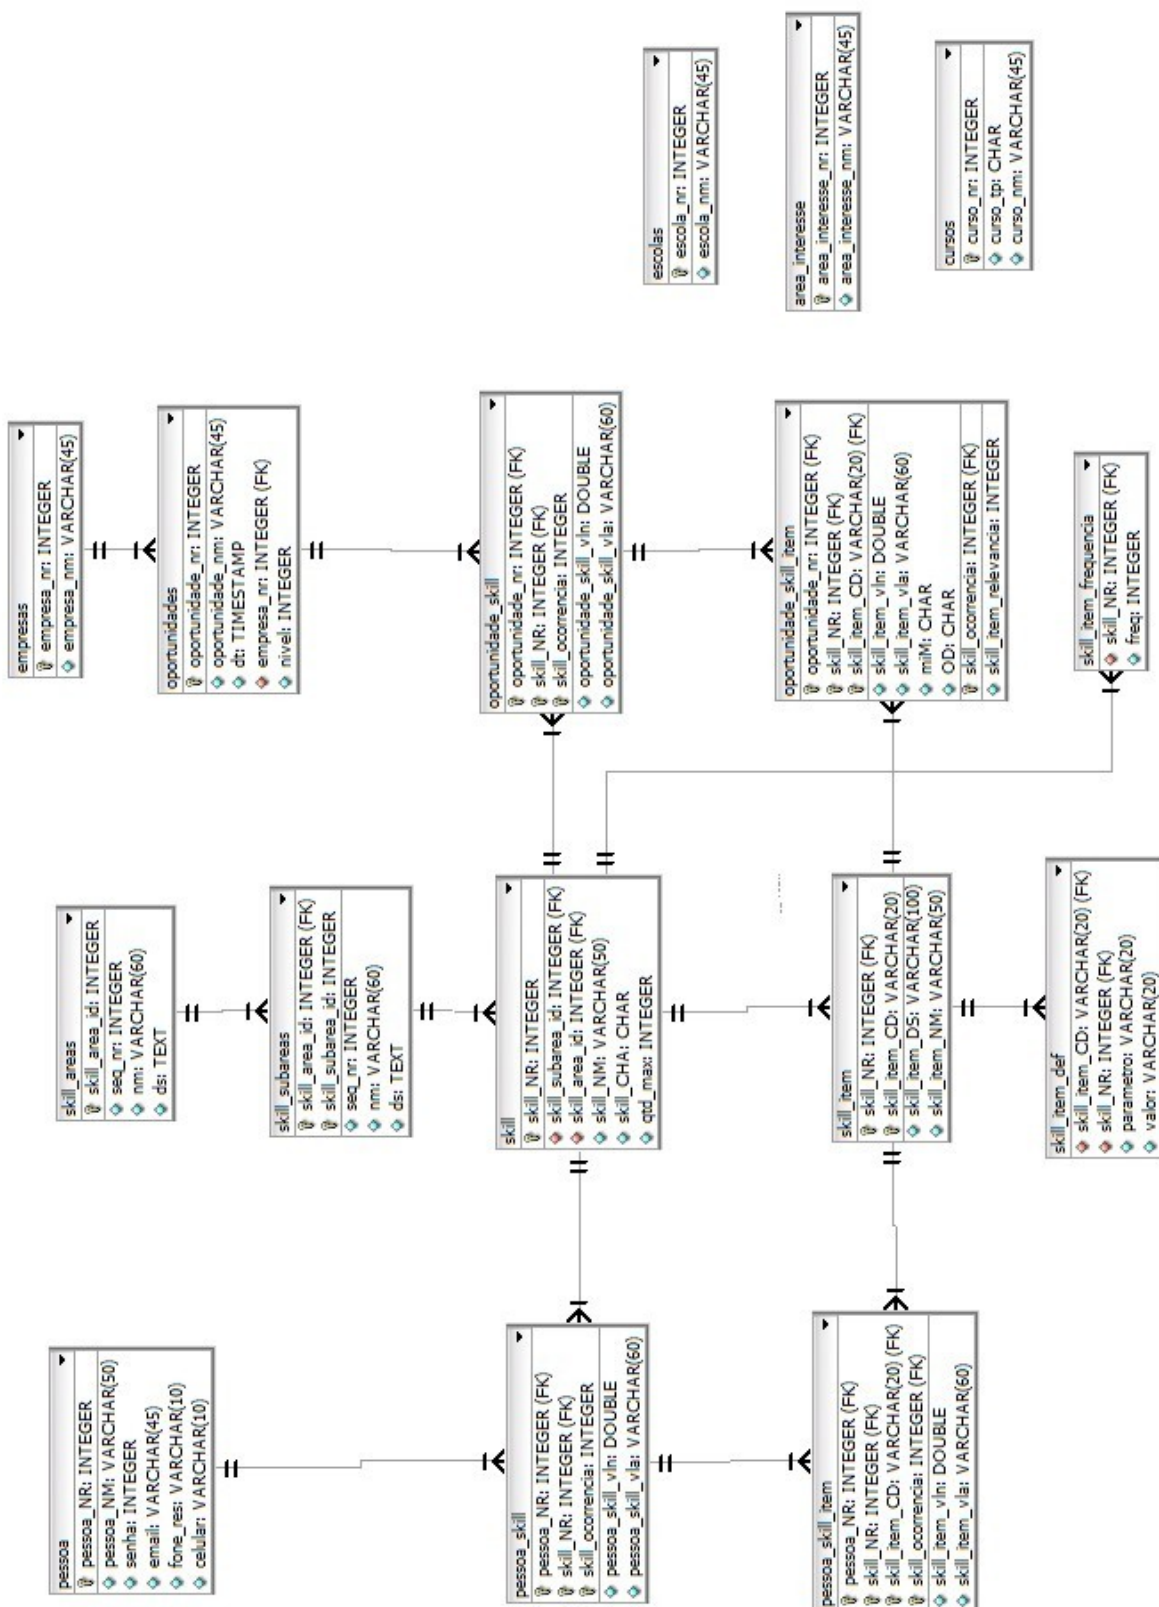 pessoa
pessoa_NR: INTEGER
pessoa_NM: VARCHAR(50)
senha: INTEGER
email: VARCHAR(45)
fone_res: VARCHAR(10)
celular: VARCHAR(10)
pessoa_skill
pessoa_NR: INTEGER (FK)
skill_NR: INTEGER (FK)
skill_ocorrencia: INTEGER
pessoa_skill_vln: DOUBLE
pessoa_skill_vla: VARCHAR(60)
pessoa_skill_item
pessoa_NR: INTEGER (FK)
skill_NR: INTEGER (FK)
skill_item_CD: VARCHAR(20) (FK)
skill_ocorrencia: INTEGER (FK)
skill_item_vln: DOUBLE
skill_item_vla: VARCHAR(60)
skill_areas
skill_area_id: INTEGER
seq_nr: INTEGER
nm: VARCHAR(60)
ds: TEXT
skill_subareas
skill_area_id: INTEGER (FK)
skill_subarea_id: INTEGER
seq_nr: INTEGER
nm: VARCHAR(60)
ds: TEXT
skill
skill_NR: INTEGER
skill_subarea_id: INTEGER (FK)
skill_area_id: INTEGER (FK)
skill_NM: VARCHAR(50)
skill_CHA: CHAR
qtd_max: INTEGER
skill_item
skill_NR: INTEGER (FK)
skill_item_CD: VARCHAR(20)
skill_item_DS: VARCHAR(100)
skill_item_NM: VARCHAR(50)
skill_item_def
skill_item_CD: VARCHAR(20) (FK)
skill_NR: INTEGER (FK)
parametro: VARCHAR(20)
valor: VARCHAR(20)
empresas
empresa_nr: INTEGER
empresa_nm: VARCHAR(45)
oportunidades
oportunidade_nr: INTEGER
oportunidade_nm: VARCHAR(45)
dt: TIMESTAMP
empresa_nr: INTEGER (FK)
nivel: INTEGER
oportunidade_skill
oportunidade_nr: INTEGER (FK)
skill_NR: INTEGER (FK)
skill_ocorrencia: INTEGER
oportunidade_skill_vln: DOUBLE
oportunidade_skill_vla: VARCHAR(60)
oportunidade_skill_item
oportunidade_nr: INTEGER (FK)
skill_NR: INTEGER (FK)
skill_item_CD: VARCHAR(20) (FK)
skill_item_vln: DOUBLE
skill_item_vla: VARCHAR(60)
miM: CHAR
OD: CHAR
skill_ocorrencia: INTEGER (FK)
skill_item_relevancia: INTEGER
skill_item_frequencia
skill_NR: INTEGER (FK)
freq: INTEGER
escolas
escola_nr: INTEGER
escola_nm: VARCHAR(45)
area_interesse
area_interesse_nr: INTEGER
area_interesse_nm: VARCHAR(45)
cursos
curso_nr: INTEGER
curso_tp: CHAR
curso_nm: VARCHAR(45)